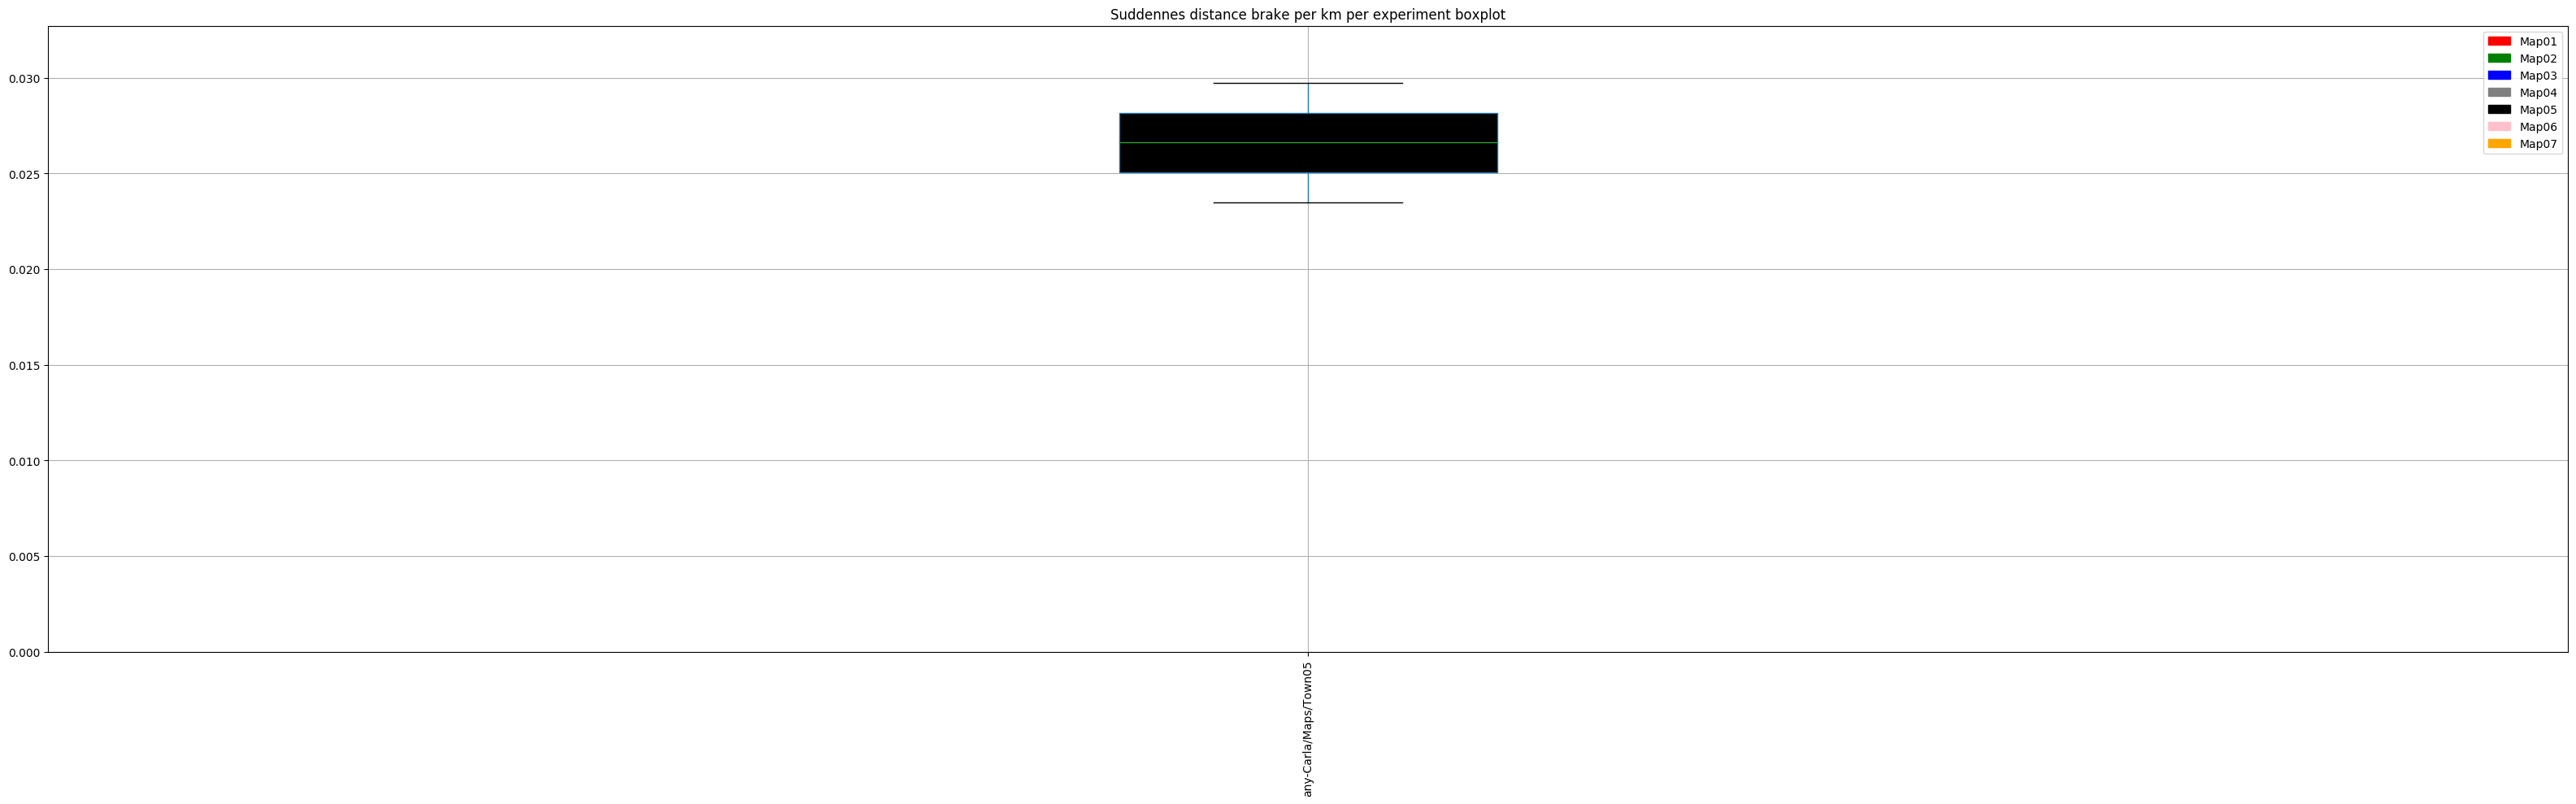 Suddennes distance brake per km per experiment boxplot
Map01
Map02
Map03
Map04
Map05
Map06
Map07
0.030
0.025
0.020
0.015
0.010
0.005
0.000
any-Carla/Maps/Town05